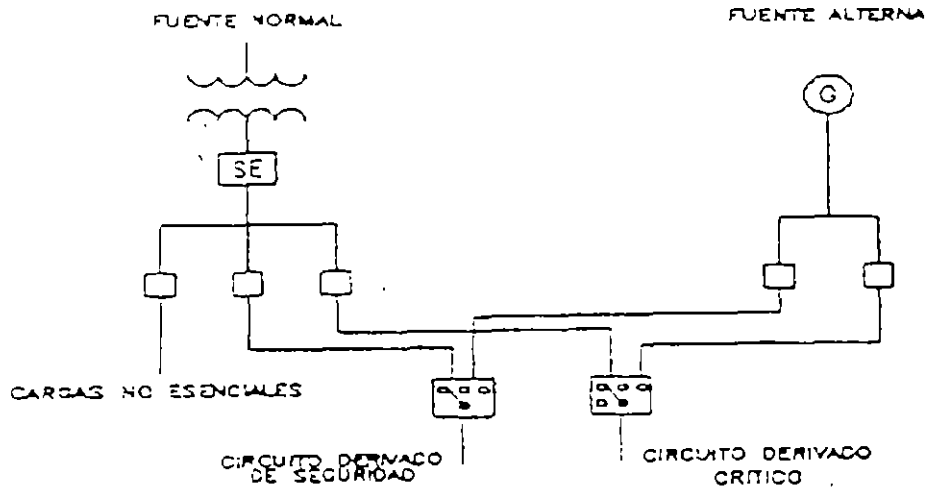 FUENTE NORMAL
FUENTE ALTERNA
G
SE
CARGAS NO ESENCIALES
CIRCUITO DERIVADO
DE SEGURIDAD
CIRCUITO DERIVADO
CRITICO